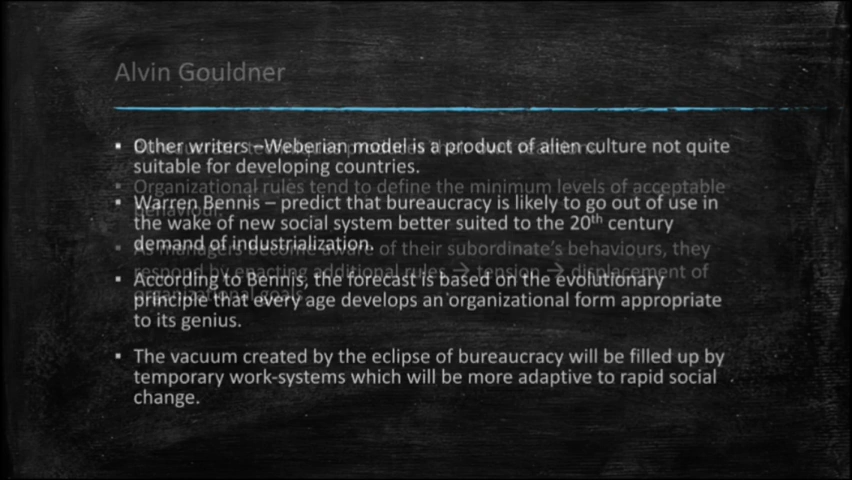 Alvin Gouldner
▪ Other writers –Weberian model is a product of alien culture not quite
suitable for developing countries.
▪ Organizational rules tend to define the minimum levels of acceptable
behaviour.
▪ Warren Bennis – predict that bureaucracy is likely to go out of use in
the wake of new social system better suited to the 20th century
demand of industrialization.
▪ As managers become aware of their subordinate's behaviours, they
respond by enacting additional rules → tension → displacement of
▪ According to Bennis, the forecast is based on the evolutionary
principle that every age develops an organizational form appropriate
to its genius.
▪ The vacuum created by the eclipse of bureaucracy will be filled up by
temporary work-systems which will be more adaptive to rapid social
change.